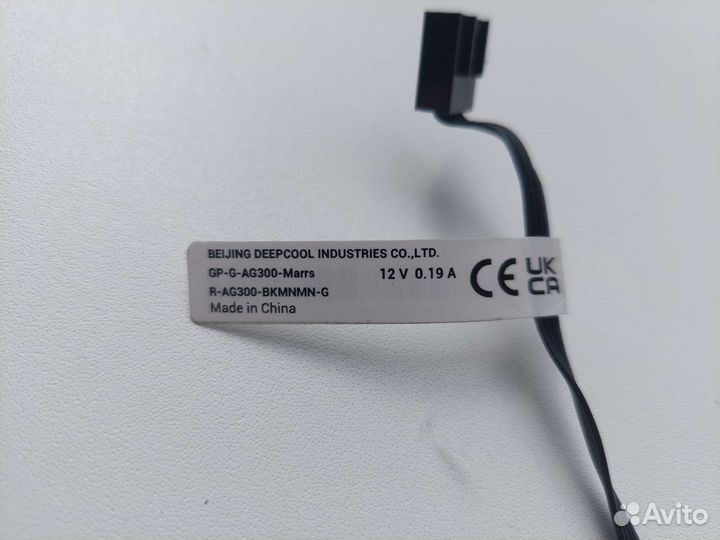 BEIJING DEEPCOOL INDUSTRIES CO.,LTD.
GP-G-AG300-Marrs 12 V 0.19 A
R-AG300-BKMNMN-G
Made in China
CE UK CA
Avito